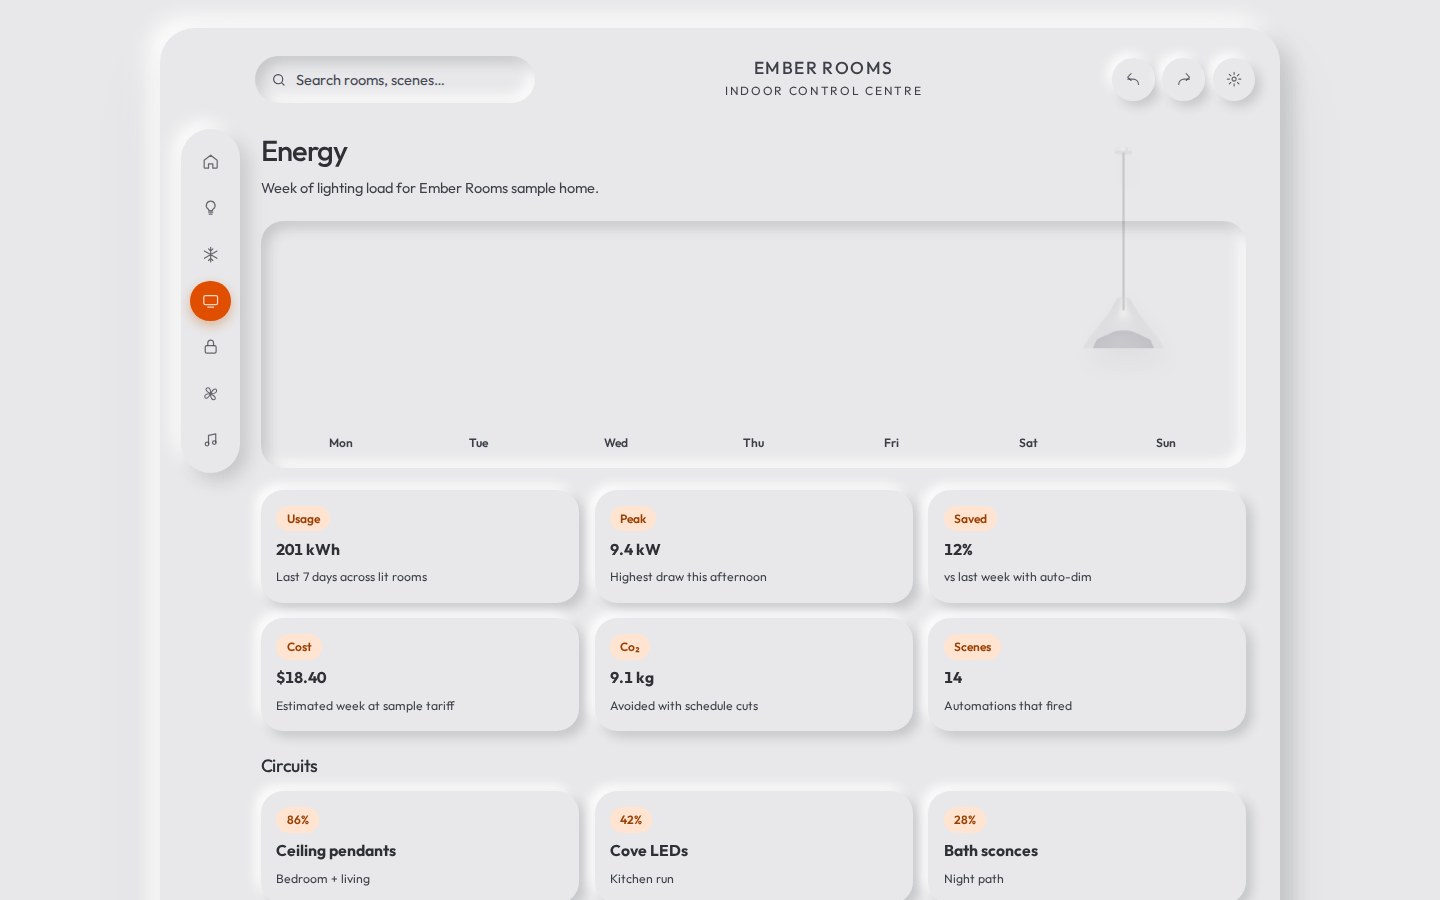 Search rooms, scenes...
EMBER ROOMS
INDOOR CONTROL CENTRE
Energy
Week of lighting load for Ember Rooms sample home.
Mon Tue Wed Thu Fri Sat Sun
Usage
201 kWh
Last 7 days across lit rooms
Peak
9.4 kW
Highest draw this afternoon
Saved
12%
vs last week with auto-dim
Cost
$18.40
Estimated week at sample tariff
Co₂
9.1 kg
Avoided with schedule cuts
Scenes
14
Automations that fired
Circuits
86%
Ceiling pendants
Bedroom + living
42%
Cove LEDs
Kitchen run
28%
Bath sconces
Night path